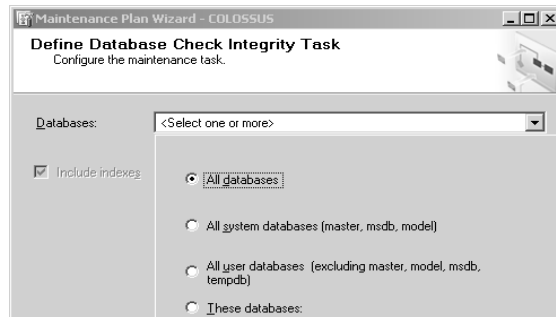 Maintenance Plan Wizard - COLOSSUS
Define Database Check Integrity Task
Configure the maintenance task.
Databases:
<Select one or more>
Include indexes
All databases
All system databases (master, msdb, model)
All user databases (excluding master, model, msdb,
tempdb)
These databases: